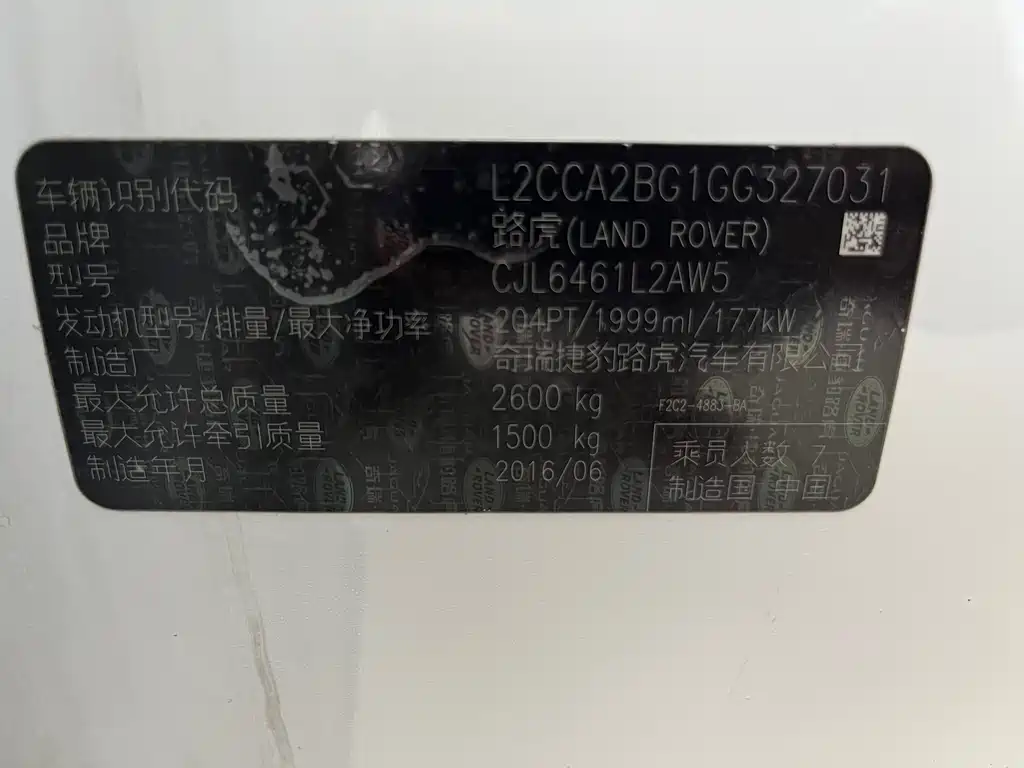 车辆识别代码 L2CCA2BG1GG327031
品牌 路虎(LAND ROVER)
型号 CJL6461L2AW5
发动机型号/排量/最大净功率 204PT/1999ml/177kW
制造厂 奇瑞捷豹路虎汽车有限公司
最大允许总质量 2600 kg F2C2-488J-BA
最大允许牵引质量 1500 kg
制造年月 2016/06
乘员人数 7
制造国 中国